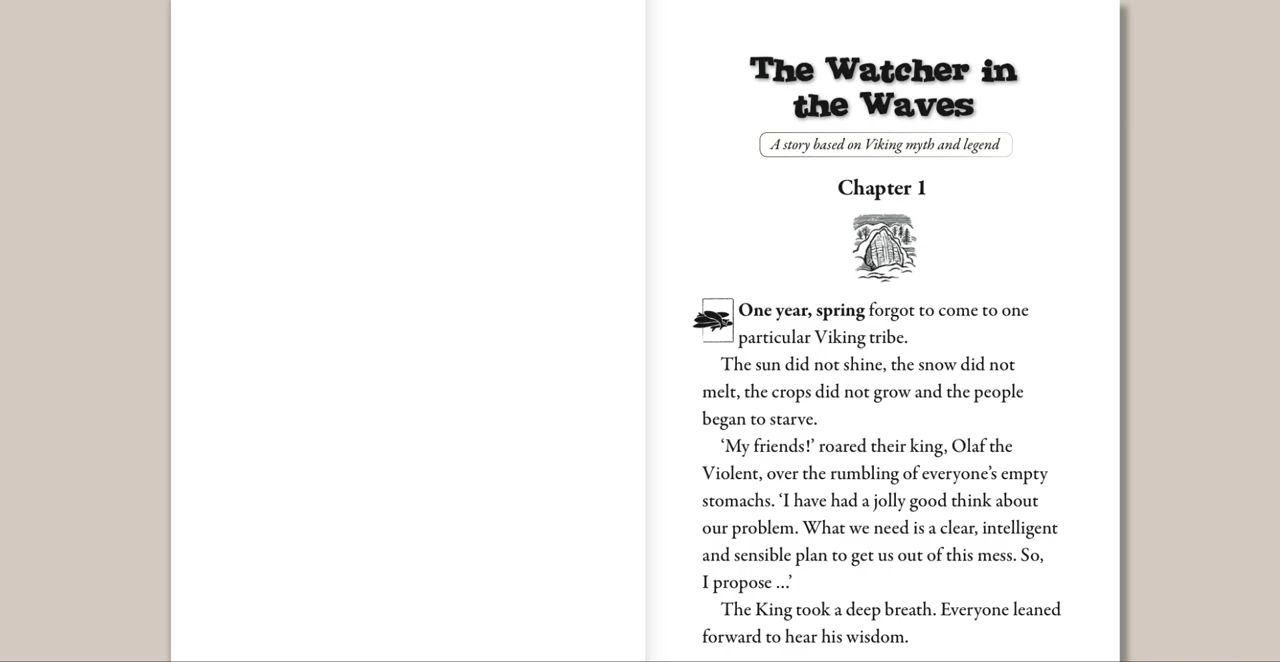 The Watcher in
the Waves
A story based on Viking myth and legend
Chapter 1
One year, spring forgot to come to one
particular Viking tribe.
The sun did not shine, the snow did not
melt, the crops did not grow and the people
began to starve.
‘My friends!’ roared their king, Olaf the
Violent, over the rumbling of everyone’s empty
stomachs. ‘I have had a jolly good think about
our problem. What we need is a clear, intelligent
and sensible plan to get us out of this mess. So,
I propose ...’
The King took a deep breath. Everyone leaned
forward to hear his wisdom.